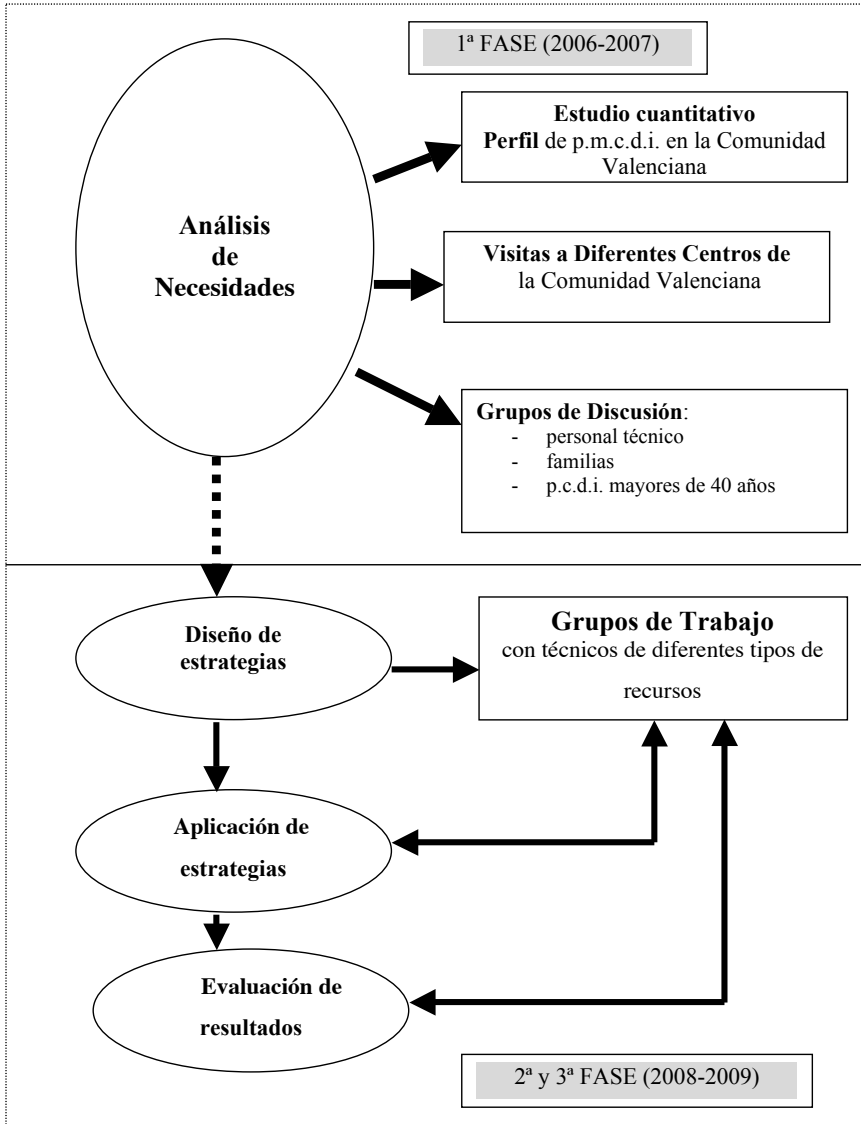 1ª FASE (2006-2007)
Estudio cuantitativo
Perfil de p.m.c.d.i. en la Comunidad
Valenciana
Análisis
de
Necesidades
Visitas a Diferentes Centros de
la Comunidad Valenciana
Grupos de Discusión:
- personal técnico
- familias
- p.c.d.i. mayores de 40 años
Diseño de
estrategias
Grupos de Trabajo
con técnicos de diferentes tipos de
recursos
Aplicación de
estrategias
Evaluación de
resultados
2ª y 3ª FASE (2008-2009)